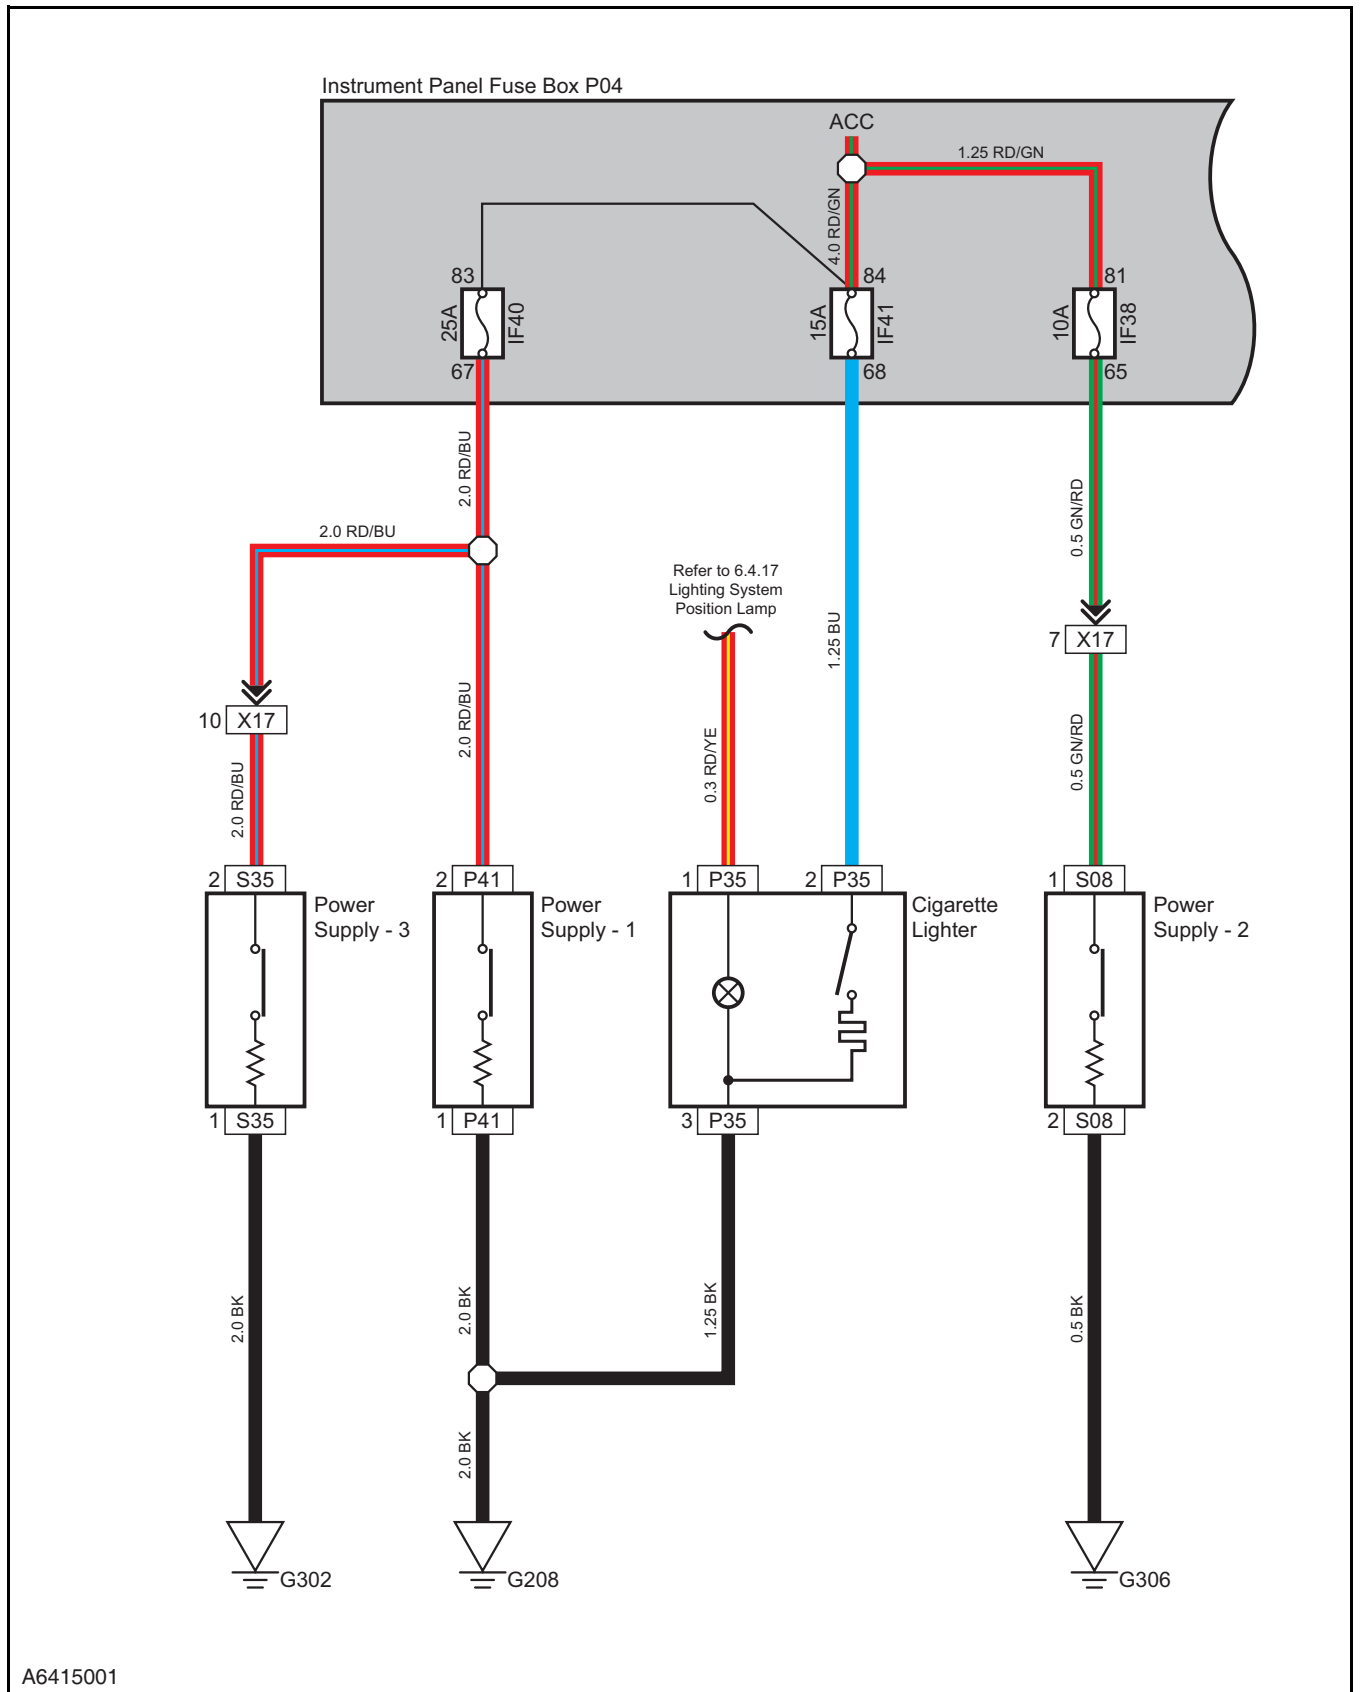 Instrument Panel Fuse Box P04
ACC
1.25 RD/GN
4.0 RD/GN
83
84
81
25A
IF40
15A
IF41
10A
IF38
67
68
65
2.0 RD/BU
2.0 RD/BU
0.5 GN/RD
Refer to 6.4.17
Lighting System
Position Lamp
1.25 BU
7 X17
10 X17
2.0 RD/BU
2.0 RD/BU
0.3 RD/YE
0.5 GN/RD
2 S35
2 P41
1 P35
2 P35
1 S08
Power
Supply - 3
Power
Supply - 1
Cigarette
Lighter
Power
Supply - 2
1 S35
1 P41
3 P35
2 S08
2.0 BK
2.0 BK
1.25 BK
0.5 BK
2.0 BK
G302
G208
G306
A6415001